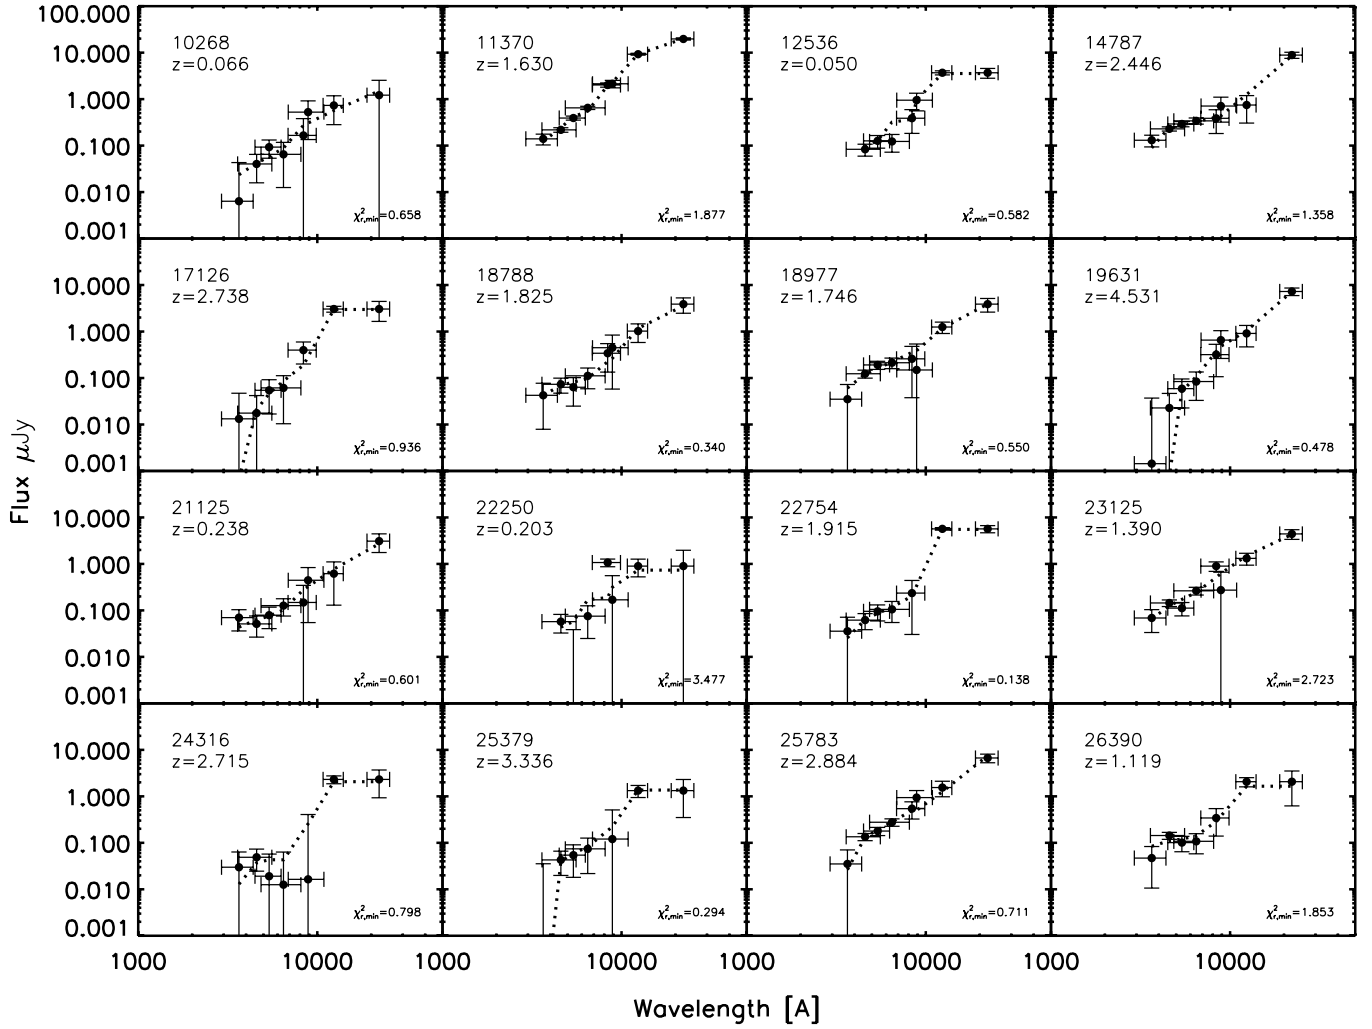 100.000
10.000
1.000
0.100
0.010
0.001
10268
z=0.066
χ²r,min=0.658
11370
z=1.630
χ²r,min=1.877
12536
z=0.050
χ²r,min=0.582
14787
z=2.446
χ²r,min=1.358
10.000
1.000
0.100
0.010
0.001
17126
z=2.738
χ²r,min=0.936
18788
z=1.825
χ²r,min=0.340
18977
z=1.746
χ²r,min=0.550
19631
z=4.531
χ²r,min=0.478
10.000
1.000
0.100
0.010
0.001
21125
z=0.238
χ²r,min=0.601
22250
z=0.203
χ²r,min=3.477
22754
z=1.915
χ²r,min=0.138
23125
z=1.390
χ²r,min=2.723
10.000
1.000
0.100
0.010
0.001
24316
z=2.715
χ²r,min=0.798
25379
z=3.336
χ²r,min=0.294
25783
z=2.884
χ²r,min=0.711
26390
z=1.119
χ²r,min=1.853
1000 10000 1000 10000 1000 10000 1000 10000
Flux μJy
Wavelength [A]